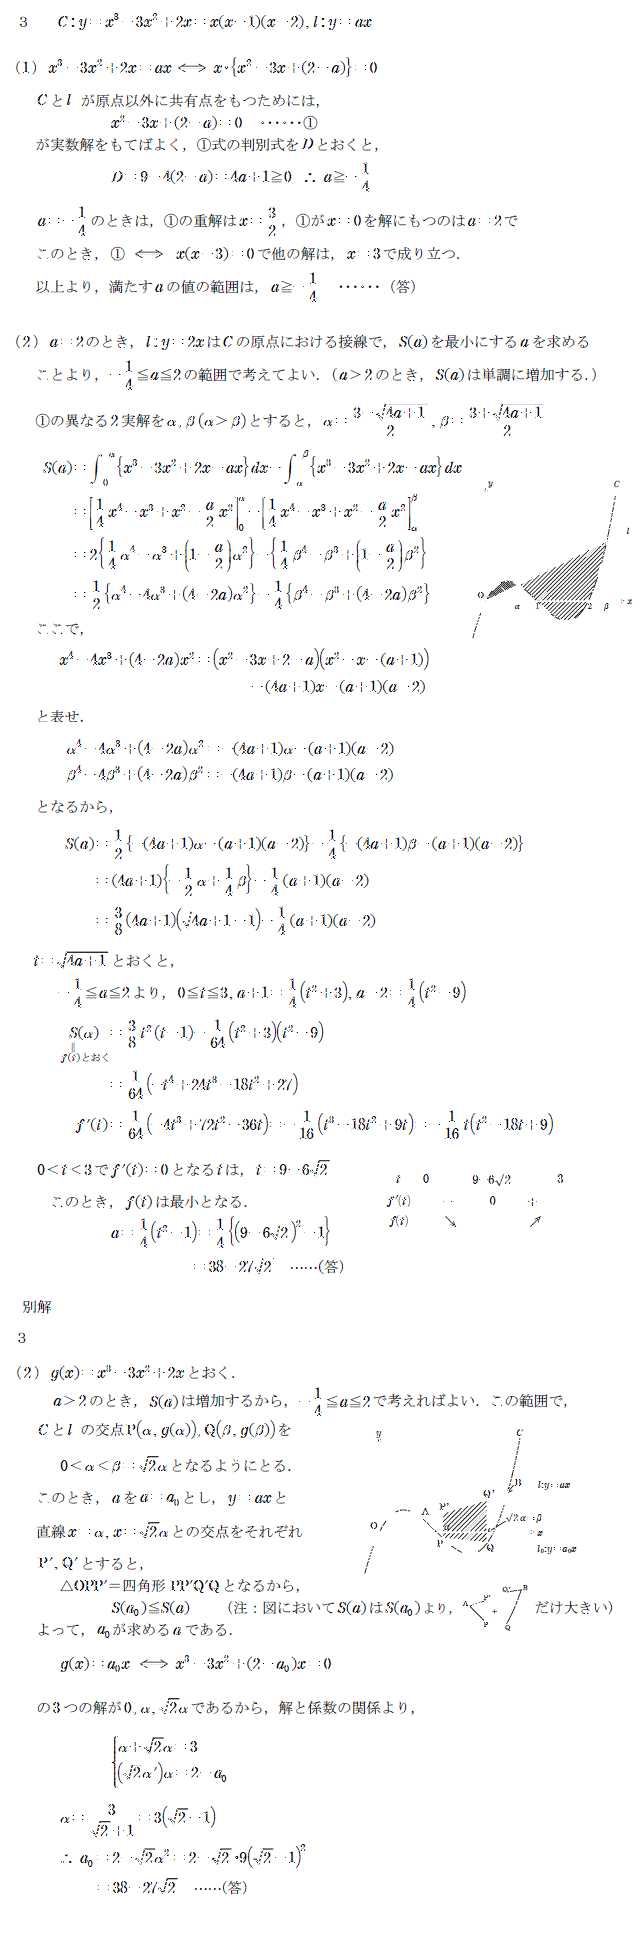 3 C : y = x³ − 3x² + 2x = x(x − 1)(x − 2), l : y = ax
(1) x³ − 3x² + 2x = ax ⟺ x・{x² − 3x + (2 − a)} = 0
Cとl が原点以外に共有点をもつためには，
x² − 3x + (2 − a) = 0 ……①
が実数解をもてばよく，①式の判別式をDとおくと，
D = 9 − 4(2 − a) = 4a + 1 ≧ 0 ∴ a ≧ −1/4
a = −1/4 のときは，①の重解は x = 3/2，①が x = 0 を解にもつのは a = 2 で
このとき，① ⟺ x(x − 3) = 0 で他の解は，x = 3 で成り立つ．
以上より，満たす a の値の範囲は，a ≧ −1/4 ……（答）
(2) a = 2 のとき，l : y = 2x は C の原点における接線で，S(a) を最小にする a を求める
ことより，−1/4 ≦ a ≦ 2 の範囲で考えてよい．（a > 2 のとき，S(a) は単調に増加する．）
①の異なる2実解を α, β (α > β) とすると，α = (3 − √(4a + 1))/2 , β = (3 + √(4a + 1))/2
S(a) = ∫₀^α {x³ − 3x² + 2x − ax} dx − ∫_α^β {x³ − 3x² + 2x − ax} dx
= [1/4 x⁴ − x³ + x² − a/2 x²]₀^α − [1/4 x⁴ − x³ + x² − a/2 x²]_α^β
= 2{1/4 α⁴ − α³ + (1 − a/2)α²} − {1/4 β⁴ − β³ + (1 − a/2)β²}
= 1/2 {α⁴ − 4α³ + (4 − 2a)α²} − 1/4 {β⁴ − β³ + (4 − 2a)β²}
y
C
l
O α 1 2 β x
ここで，
x⁴ − 4x³ + (4 − 2a)x² = (x² − 3x + 2 − a)(x² − x − (a + 1))
− (4a + 1)x − (a + 1)(a − 2)
と表せ．
α⁴ − 4α³ + (4 − 2a)α² = −(4a + 1)α − (a + 1)(a − 2)
β⁴ − 4β³ + (4 − 2a)β² = −(4a + 1)β − (a + 1)(a − 2)
となるから，
S(a) = 1/2 {−(4a + 1)α − (a + 1)(a − 2)} − 1/4 {−(4a + 1)β − (a + 1)(a − 2)}
= (4a + 1){−1/2 α + 1/4 β} − 1/4 (a + 1)(a − 2)
= 3/8 (4a + 1)(√(4a + 1) − 1) − 1/4 (a + 1)(a − 2)
t = √(4a + 1) とおくと，
−1/4 ≦ a ≦ 2 より，0 ≦ t ≦ 3, a + 1 = 1/4 (t² + 3), a − 2 = 1/4 (t² − 9)
S(α) = 3/8 t²(t − 1) − 1/64 (t² + 3)(t² − 9)
‖
f(t)とおく
= 1/64 (−t⁴ + 24t³ − 18t² + 27)
f′(t) = 1/64 (−4t³ + 72t² − 36t) = −1/16 (t³ − 18t² + 9t) = −1/16 t(t² − 18t + 9)
0 < t < 3 で f′(t) = 0 となる t は，t = 9 − 6√2
このとき，f(t) は最小となる．
t 0 9 − 6√2 3
f′(t) − 0 +
f(t) ↘ ↗
a = 1/4 (t² − 1) = 1/4 {(9 − 6√2)² − 1}
= 38 − 27√2 ……（答）
別解
3
(2) g(x) = x³ − 3x² + 2x とおく．
a > 2 のとき，S(a) は増加するから，−1/4 ≦ a ≦ 2 で考えればよい．この範囲で，
Cとl の交点 P(α, g(α)), Q(β, g(β)) を
0 < α < β = √2α となるようにとる．
このとき，a を a = a₀ とし，y = ax と
直線 x = α, x = √2α との交点をそれぞれ
P′, Q′ とすると，
y
C
O A P′ Q′ B l : y = ax
√2α = β
x
P Q l₀ : y = a₀x
△OPP′＝四角形 PP′Q′Q となるから，
S(a₀) ≦ S(a) （注：図において S(a) は S(a₀) より， A P′ P + Q′ B Q だけ大きい）
よって，a₀ が求める a である．
g(x) = a₀x ⟺ x³ − 3x² + (2 − a₀)x = 0
の3つの解が 0, α, √2α であるから，解と係数の関係より，
α + √2α = 3
(√2α′)α = 2 − a₀
α = 3/(√2 + 1) = 3(√2 − 1)
∴ a₀ = 2 − √2α² = 2 − √2・9(√2 − 1)²
= 38 − 27√2 ……（答）